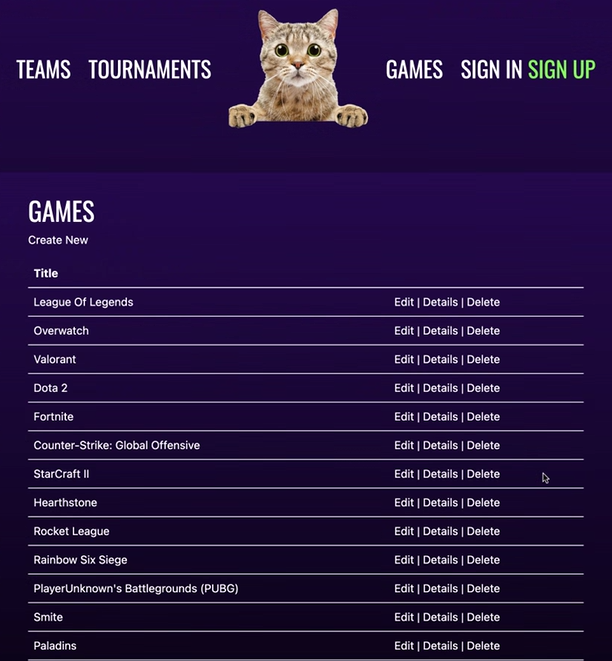 TEAMS TOURNAMENTS GAMES SIGN IN SIGN UP
GAMES
Create New
Title
League Of Legends Edit | Details | Delete
Overwatch Edit | Details | Delete
Valorant Edit | Details | Delete
Dota 2 Edit | Details | Delete
Fortnite Edit | Details | Delete
Counter-Strike: Global Offensive Edit | Details | Delete
StarCraft II Edit | Details | Delete
Hearthstone Edit | Details | Delete
Rocket League Edit | Details | Delete
Rainbow Six Siege Edit | Details | Delete
PlayerUnknown's Battlegrounds (PUBG) Edit | Details | Delete
Smite Edit | Details | Delete
Paladins Edit | Details | Delete